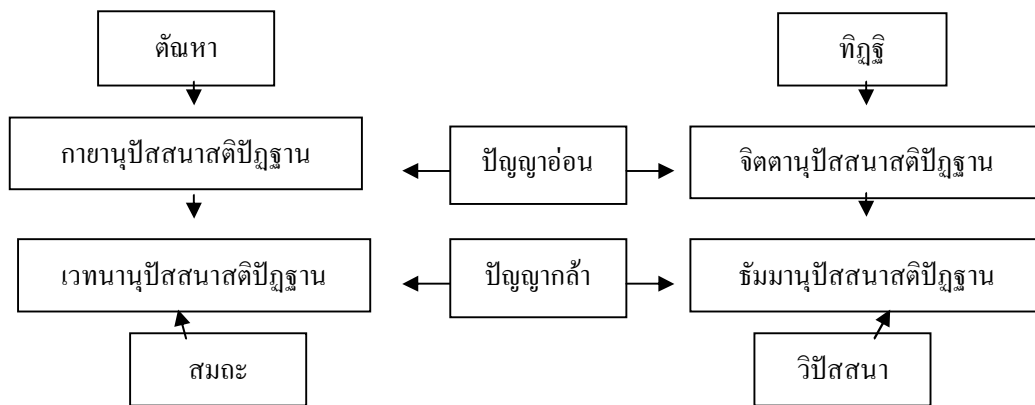 ตัณหา
ทิฏฐิ
กายานุปัสสนาสติปัฏฐาน
ปัญญาอ่อน
จิตตานุปัสสนาสติปัฏฐาน
เวทนานุปัสสนาสติปัฏฐาน
ปัญญากล้า
ธัมมานุปัสสนาสติปัฏฐาน
สมถะ
วิปัสสนา